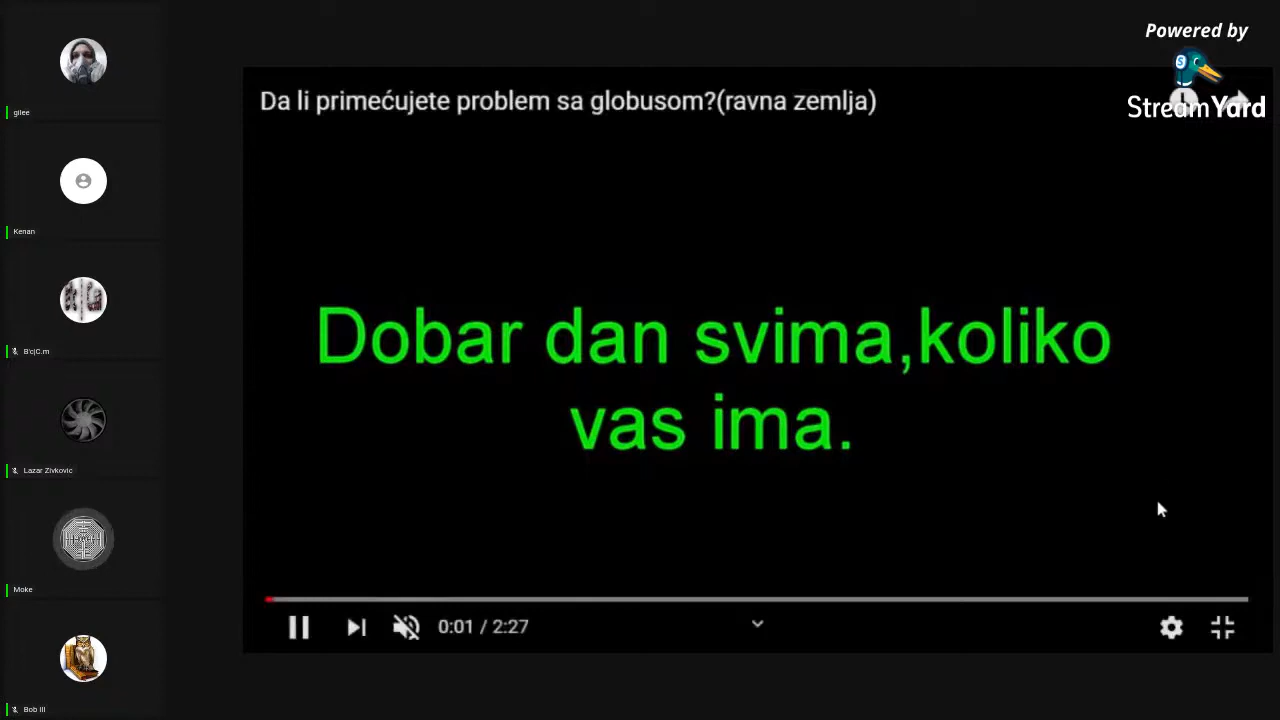 Powered by
StreamYard
Da li primećujete problem sa globusom?(ravna zemlja)
gilee
Kenan
B'c|C.m
Lazar Zivkovic
Moke
Bob III
Dobar dan svima,koliko
vas ima.
0:01 / 2:27